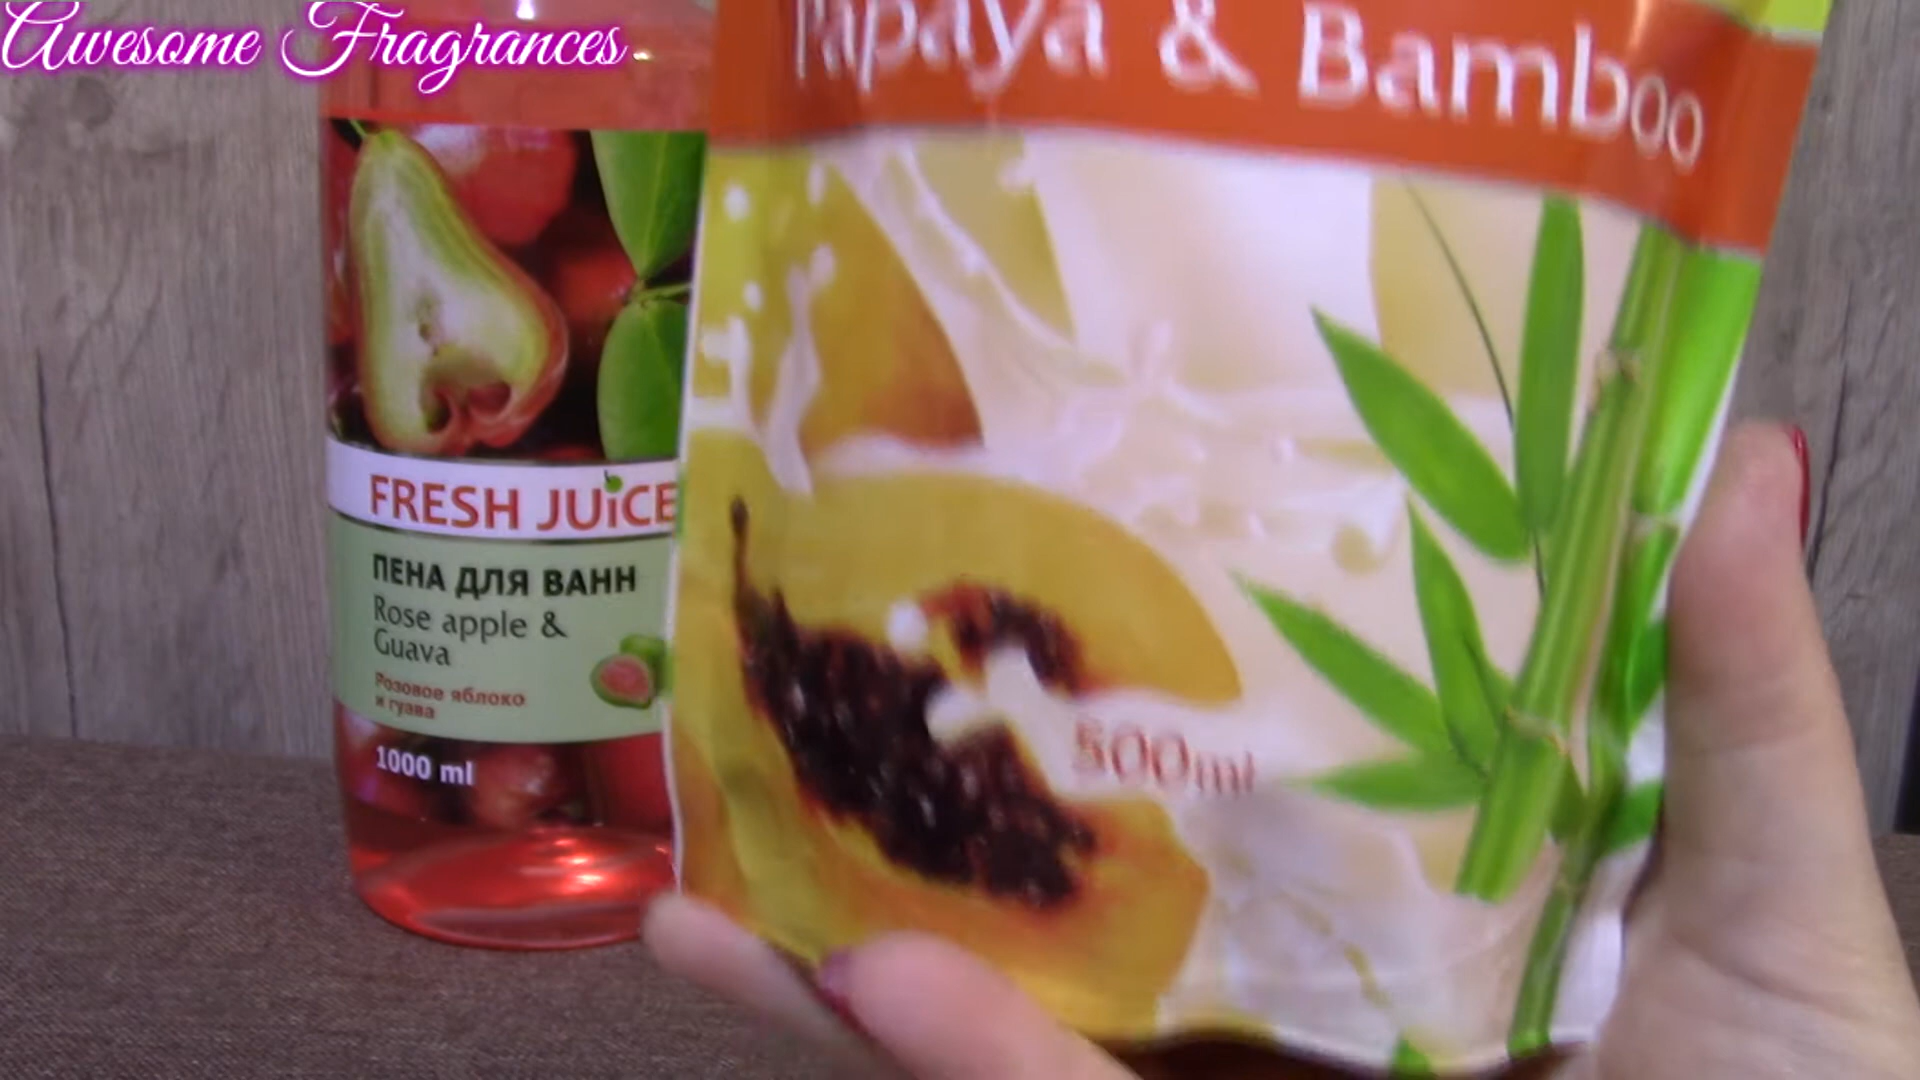 Awesome Fragrances
Papaya & Bamboo
500ml
FRESH JUiCE
ПЕНА ДЛЯ ВАНН
Rose apple &
Guava
Розовое яблоко
и гуава
1000 ml